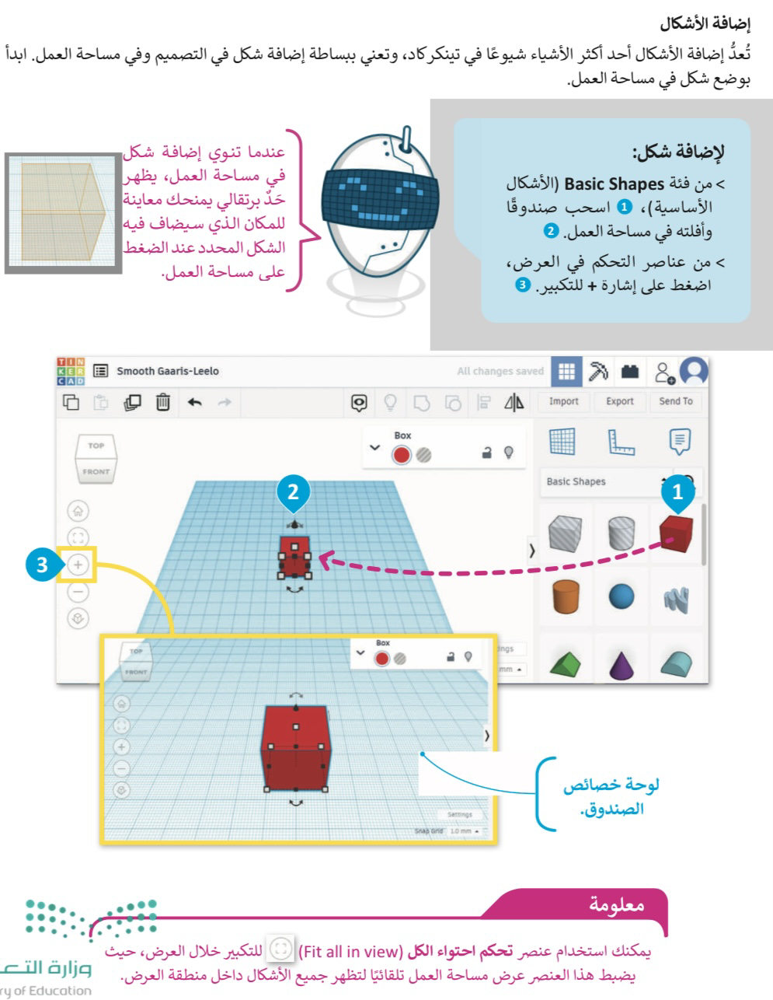 إضافة الأشكال
تُعدُّ إضافة الأشكال أحد أكثر الأشياء شيوعًا في تينكر كاد، وتعني ببساطة إضافة شكل في التصميم وفي مساحة العمل. ابدأ
بوضع شكل في مساحة العمل.
لإضافة شكل:
> من فئة Basic Shapes (الأشكال
الأساسية)، 1 اسحب صندوقًا
وأفلته في مساحة العمل. 2
> من عناصر التحكم في العرض،
اضغط على إشارة + للتكبير. 3
عندما تنوي إضافة شكل
في مساحة العمل، يظهر
حَدٌ برتقالي يمنحك معاينة
للمكان الذي سيضاف فيه
الشكل المحدد عند الضغط
على مساحة العمل.
TIN
KER
CAD
Smooth Gaaris-Leelo
All changes saved
Import
Export
Send To
TOP
FRONT
Box
Basic Shapes
1
2
3
ngs
mm
TOP
FRONT
Box
Settings
Snap Grid 1.0 mm
لوحة خصائص
الصندوق.
معلومة
يمكنك استخدام عنصر تحكم احتواء الكل (Fit all in view) للتكبير خلال العرض، حيث
يضبط هذا العنصر عرض مساحة العمل تلقائيًا لتظهر جميع الأشكال داخل منطقة العرض.
وزارة التع
ry of Education